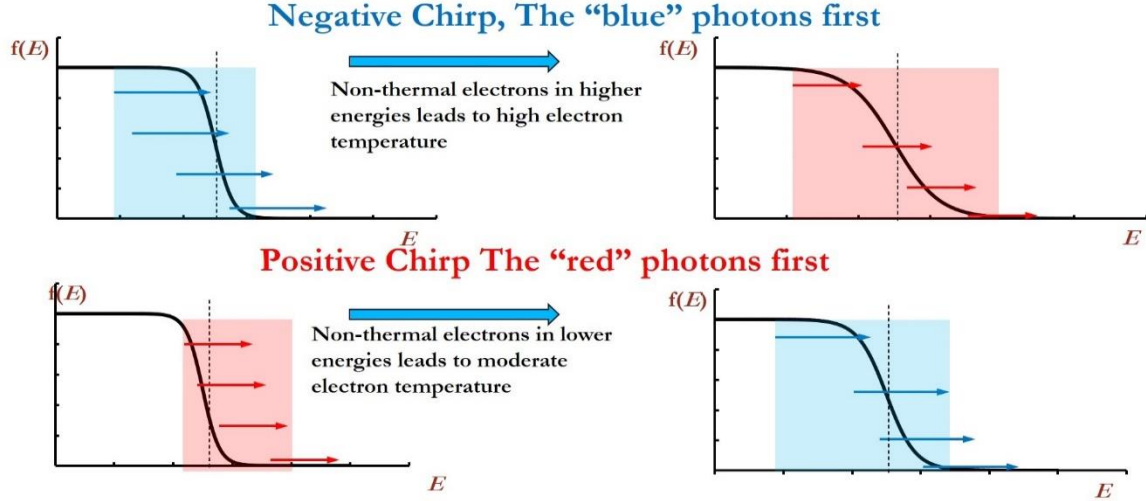 Negative Chirp, The “blue” photons first
f(E)
f(E)
Non-thermal electrons in higher
energies leads to high electron
temperature
E
E
Positive Chirp The “red” photons first
f(E)
f(E)
Non-thermal electrons in lower
energies leads to moderate
electron temperature
E
E